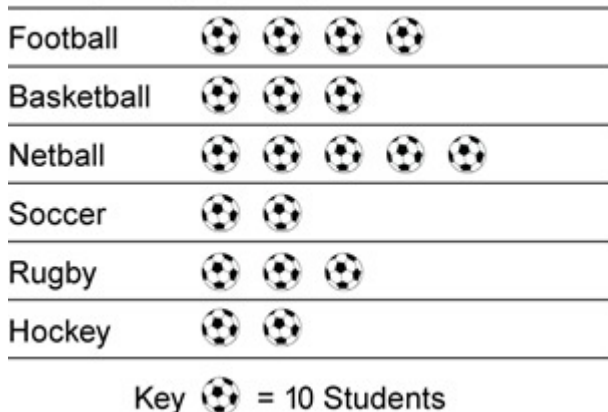 Football
Basketball
Netball
Soccer
Rugby
Hockey
Key = 10 Students